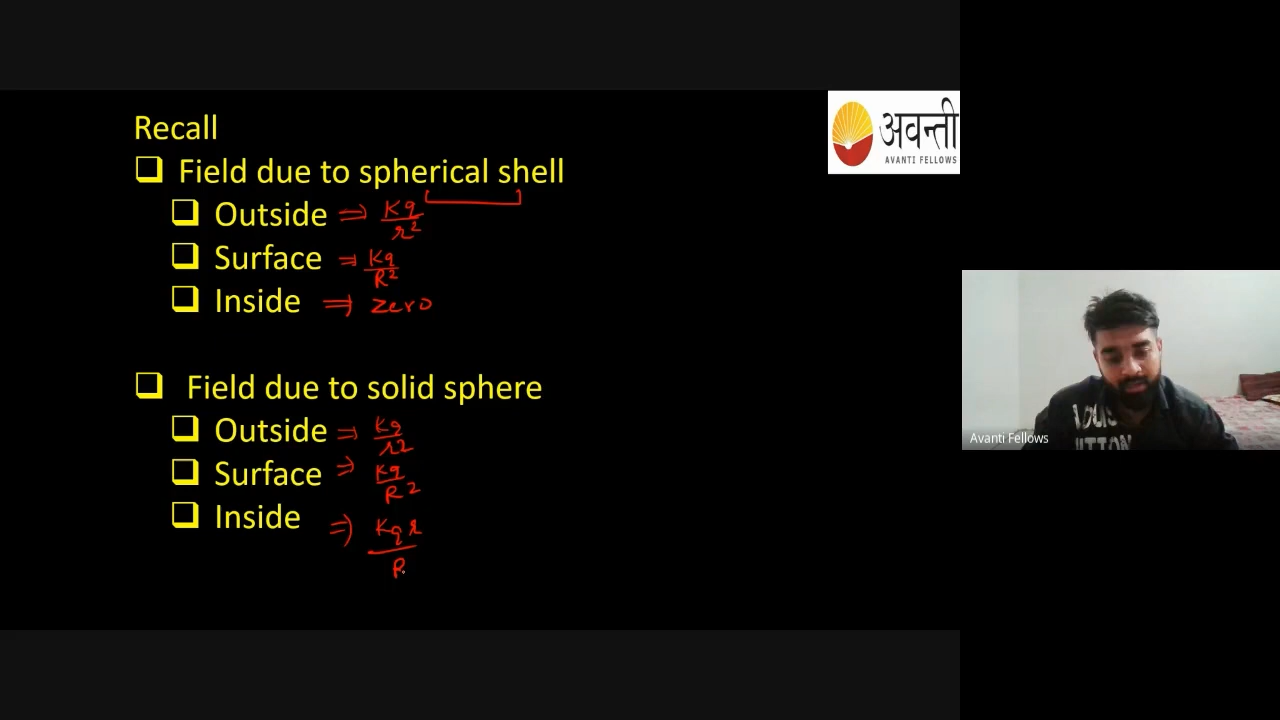 Recall
Field due to spherical shell
Outside ⇒ Kq/r²
Surface ⇒ Kq/R²
Inside ⇒ zero
Field due to solid sphere
Outside ⇒ Kq/r²
Surface ⇒ Kq/R²
Inside ⇒ Kqr/R
अवन्ती
AVANTI FELLOWS
Avanti Fellows